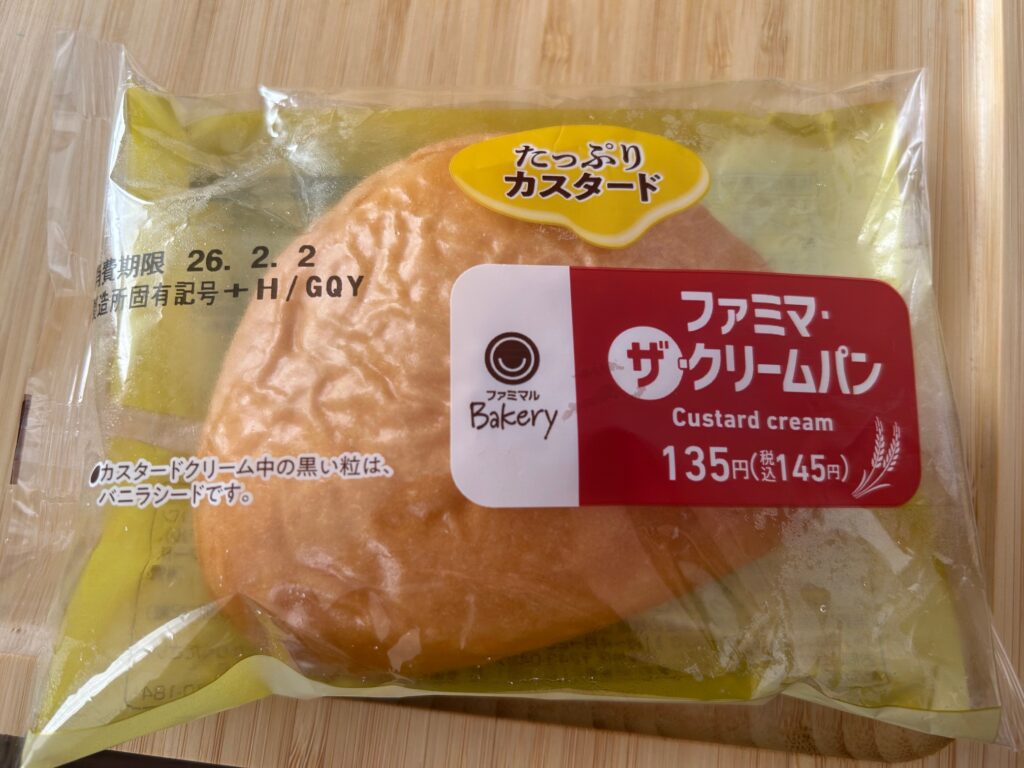 たっぷり
カスタード
消費期限 26. 2. 2
製造所固有記号+H/GQY
ファミマ・
ザ・クリームパン
Custard cream
135円(税込145円)
ファミマル
Bakery
●カスタードクリーム中の黒い粒は、
バニラシードです。